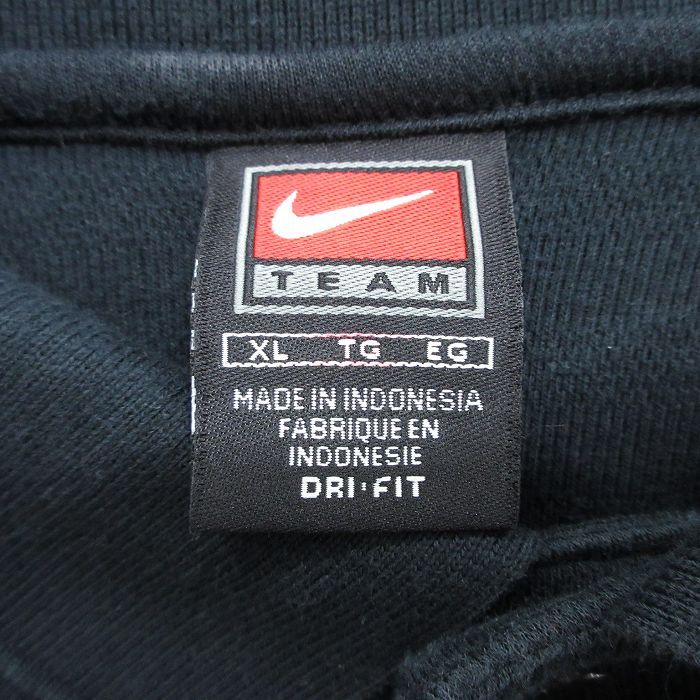 TEAM
XL TG EG
MADE IN INDONESIA
FABRIQUE EN
INDONESIE
DRI·FIT